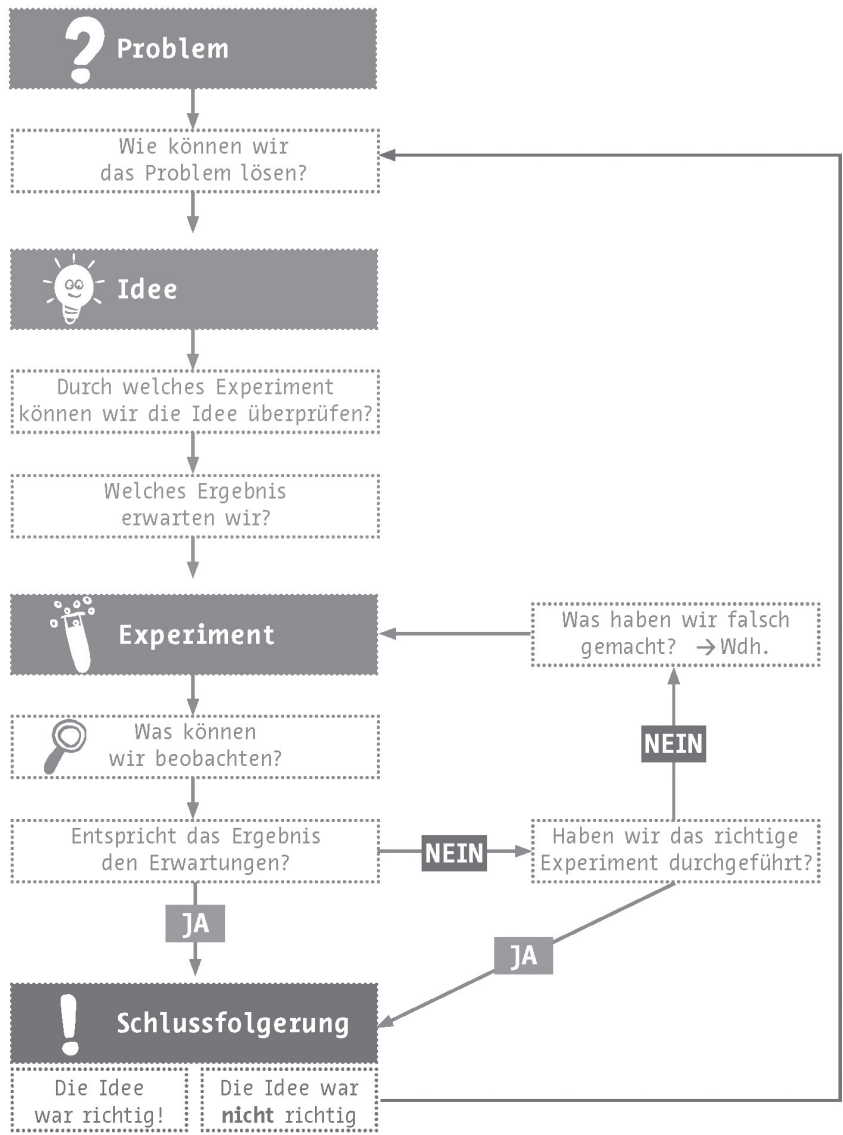 ?
Problem
Wie können wir
das Problem lösen?
Idee
Durch welches Experiment
können wir die Idee überprüfen?
Welches Ergebnis
erwarten wir?
Experiment
Was haben wir falsch
gemacht? → Wdh.
Was können
wir beobachten?
NEIN
Entspricht das Ergebnis
den Erwartungen?
NEIN
Haben wir das richtige
Experiment durchgeführt?
JA
JA
!
Schlussfolgerung
Die Idee
war richtig!
Die Idee war
nicht richtig